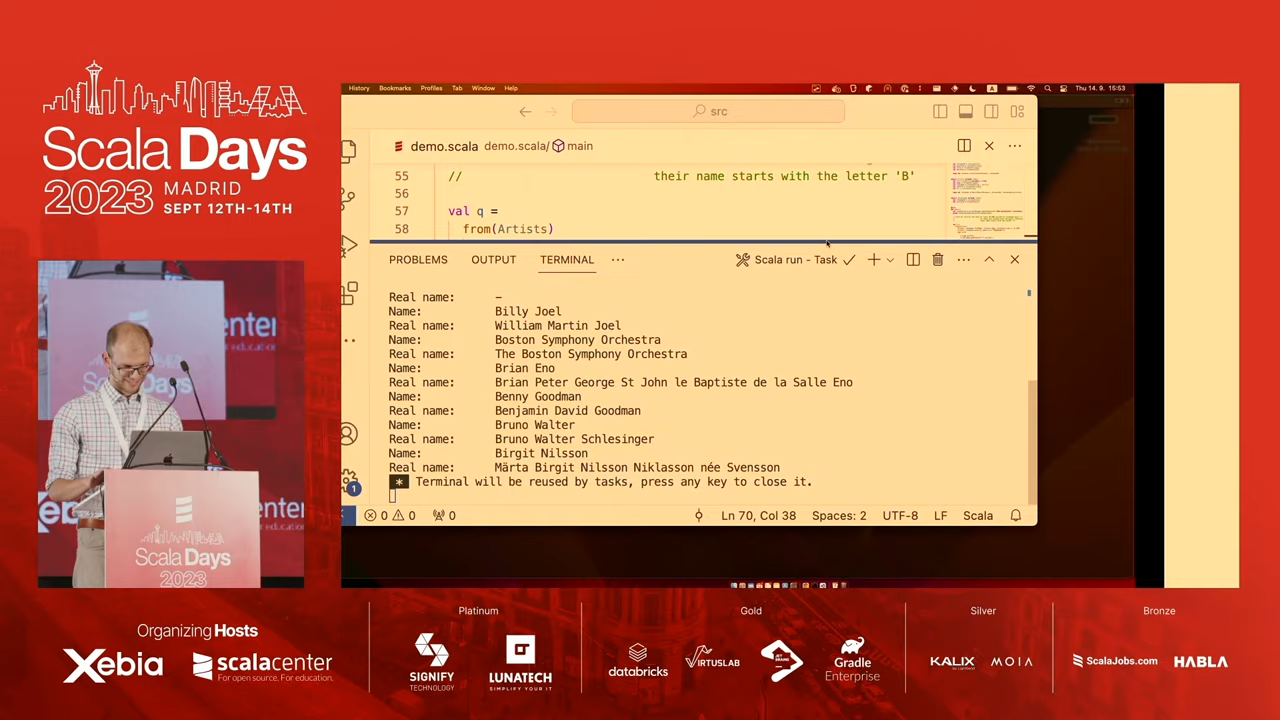 Scala Days
2023 MADRID
SEPT 12TH-14TH
History Bookmarks Profiles Tab Window Help
A
Thu 14. 9. 15:53
src
demo.scala demo.scala/ main
55 // their name starts with the letter 'B'
56
57 val q =
58 from(Artists)
PROBLEMS OUTPUT TERMINAL ···
Scala run - Task
Real name: –
Name: Billy Joel
Real name: William Martin Joel
Name: Boston Symphony Orchestra
Real name: The Boston Symphony Orchestra
Name: Brian Eno
Real name: Brian Peter George St John le Baptiste de la Salle Eno
Name: Benny Goodman
Real name: Benjamin David Goodman
Name: Bruno Walter
Real name: Bruno Walter Schlesinger
Name: Birgit Nilsson
Real name: Märta Birgit Nilsson Niklasson née Svensson
* Terminal will be reused by tasks, press any key to close it.
1
0 0 0 Ln 70, Col 38 Spaces: 2 UTF-8 LF Scala
Scala Days
2023
Organizing Hosts
Xebia
scalacenter
For open source. For education.
Platinum
SIGNIFY
TECHNOLOGY
LUNATECH
SIMPLIFY YOUR IT
Gold
databricks
VIRTUSLAB
JET
BRAINS
Gradle
Enterprise
Silver
KALIX
MOIA
Bronze
ScalaJobs.com
HABLA